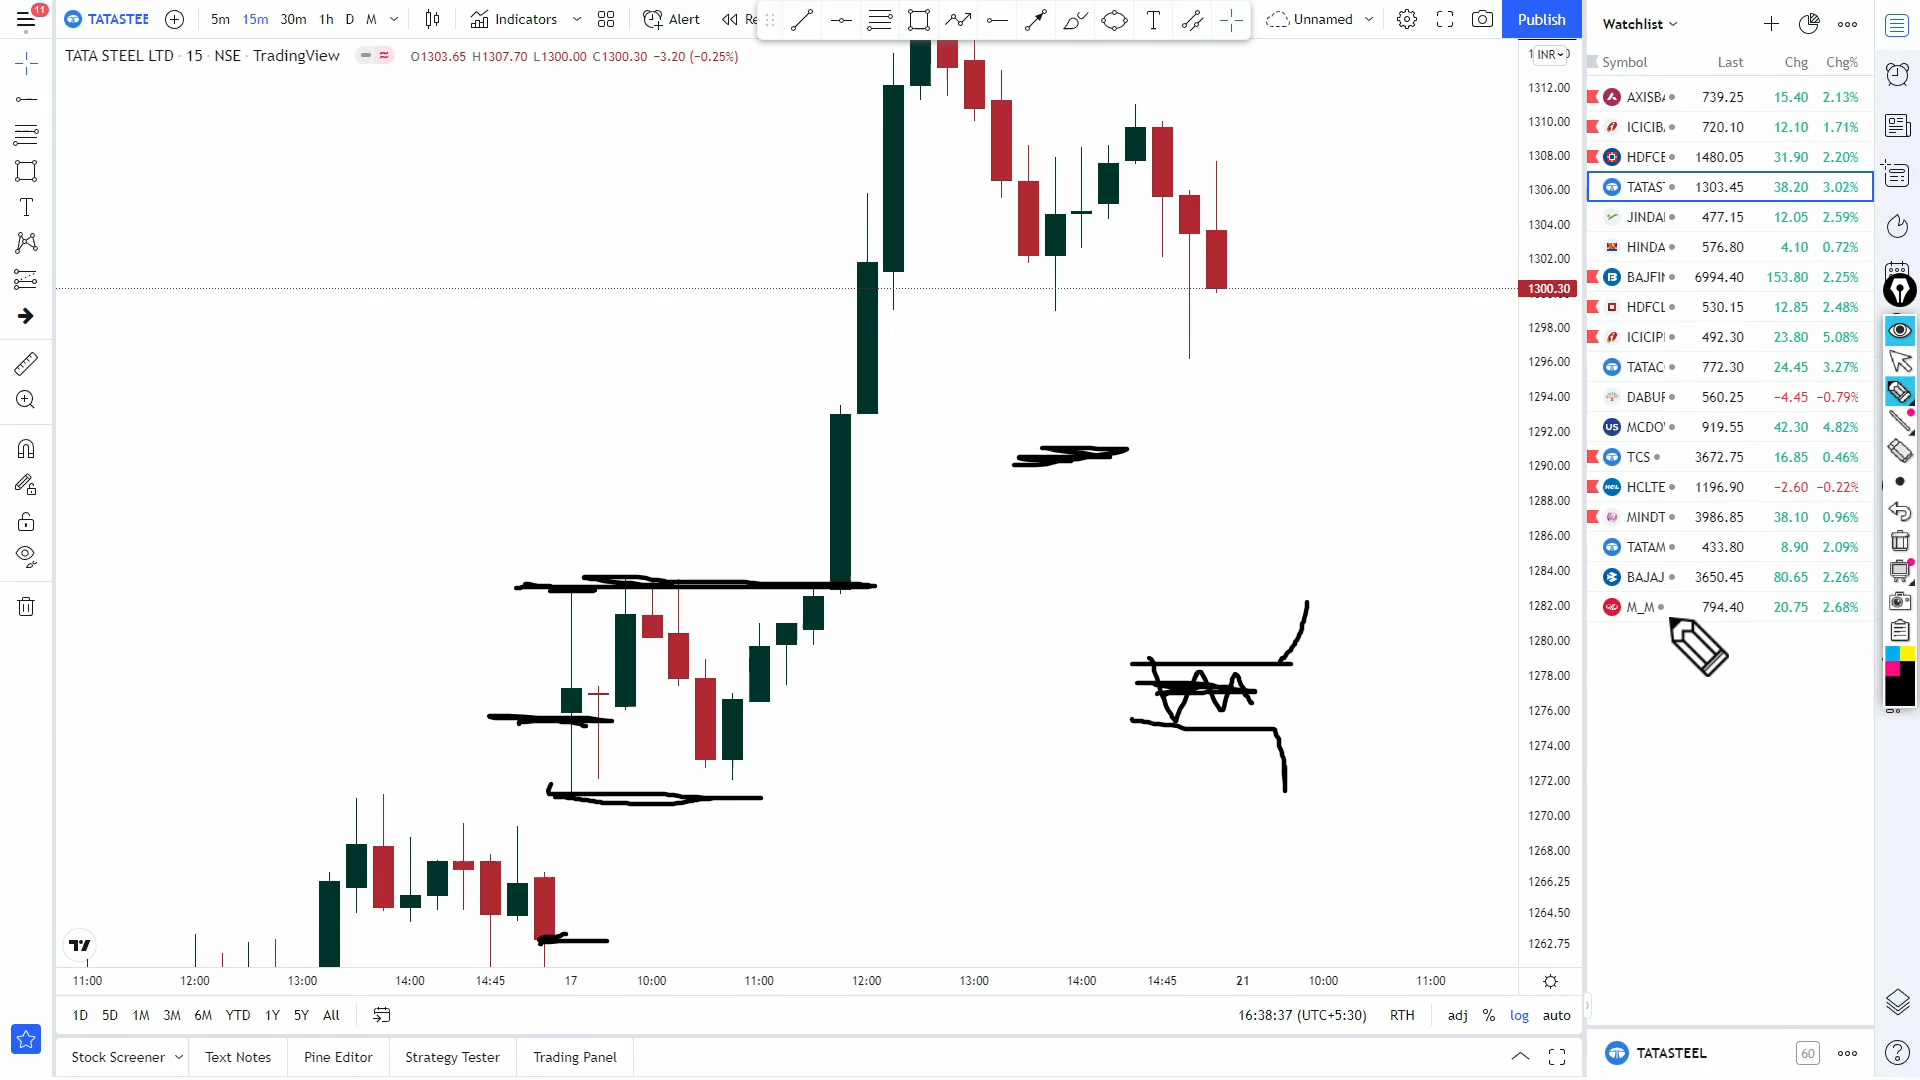 11 TATASTEE 5m 15m 30m 1h D M Indicators Alert Re T Unnamed Publish
Watchlist
TATA STEEL LTD · 15 · NSE · TradingView O1303.65 H1307.70 L1300.00 C1300.30 −3.20 (−0.25%)
INR
Symbol Last Chg Chg%
1312.00
1310.00
1308.00
1306.00
1304.00
1302.00
1300.30
1298.00
1296.00
1294.00
1292.00
1290.00
1288.00
1286.00
1284.00
1282.00
1280.00
1278.00
1276.00
1274.00
1272.00
1270.00
1268.00
1266.25
1264.50
1262.75
AXISBA 739.25 15.40 2.13%
ICICIB 720.10 12.10 1.71%
HDFCB 1480.05 31.90 2.20%
TATAS 1303.45 38.20 3.02%
JINDA 477.15 12.05 2.59%
HINDA 576.80 4.10 0.72%
BAJFI 6994.40 153.80 2.25%
HDFCL 530.15 12.85 2.48%
ICICIP 492.30 23.80 5.08%
TATAC 772.30 24.45 3.27%
DABUR 560.25 −4.45 −0.79%
US MCDO 919.55 42.30 4.82%
TCS 3672.75 16.85 0.46%
HCL HCLTE 1196.90 −2.60 −0.22%
MINDT 3986.85 38.10 0.96%
TATAM 433.80 8.90 2.09%
BAJAJ 3650.45 80.65 2.26%
M_M 794.40 20.75 2.68%
T
11:00 12:00 13:00 14:00 14:45 17 10:00 11:00 12:00 13:00 14:00 14:45 21 10:00 11:00
1D 5D 1M 3M 6M YTD 1Y 5Y All 16:38:37 (UTC+5:30) RTH adj % log auto
Stock Screener Text Notes Pine Editor Strategy Tester Trading Panel
TATASTEEL 60